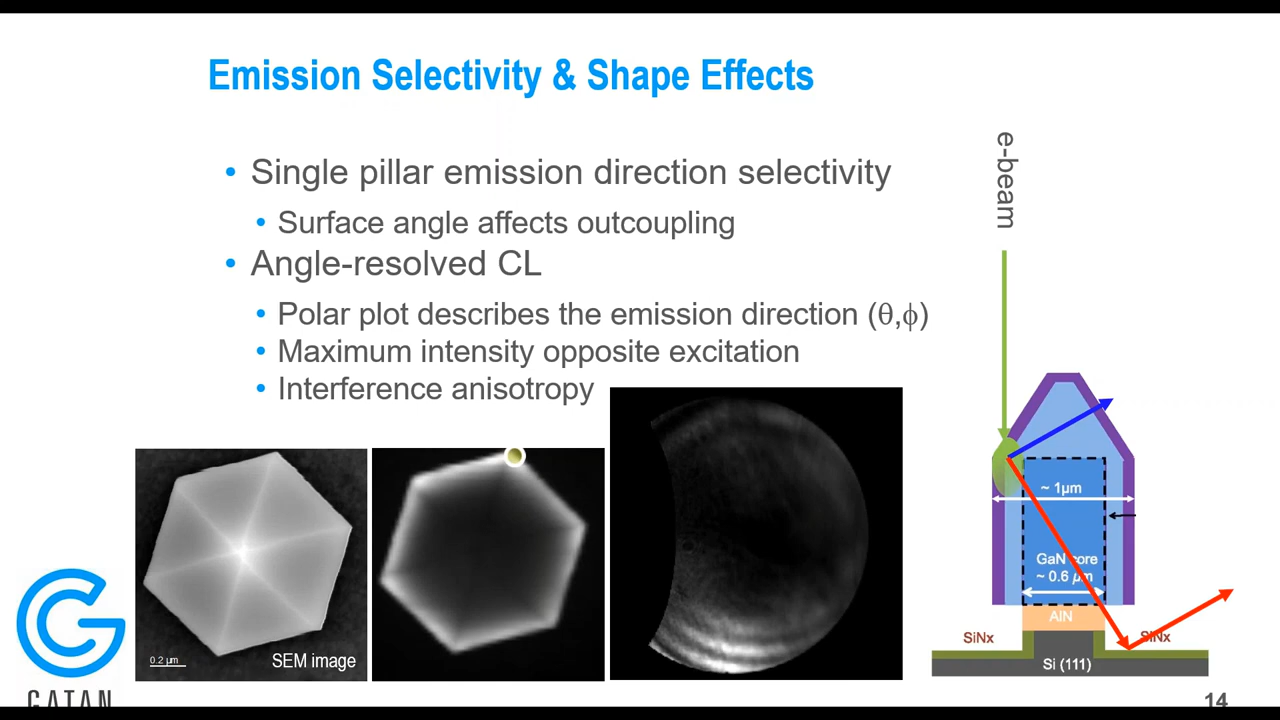 Emission Selectivity & Shape Effects
• Single pillar emission direction selectivity
• Surface angle affects outcoupling
• Angle-resolved CL
• Polar plot describes the emission direction (θ,ϕ)
• Maximum intensity opposite excitation
• Interference anisotropy
0.2 µm
SEM image
e-beam
~ 1µm
GaN core
~ 0.6 µm
AlN
SiNx
SiNx
Si (111)
GATAN
14